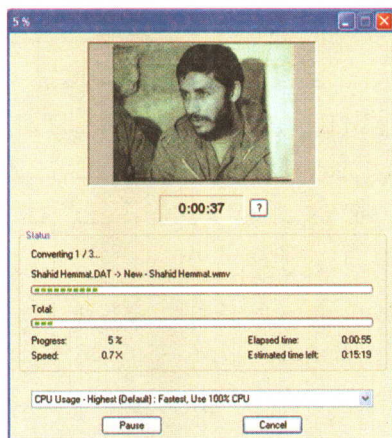 5 %
0:00:37 ?
Status
Converting 1 / 3...
Shahid Hemmat.DAT -> New - Shahid Hemmat.wmv
Total:
Progress: 5 % Elapsed time: 0:00:55
Speed: 0.7X Estimated time left: 0:15:19
CPU Usage - Highest (Default) : Fastest, Use 100% CPU
Pause Cancel